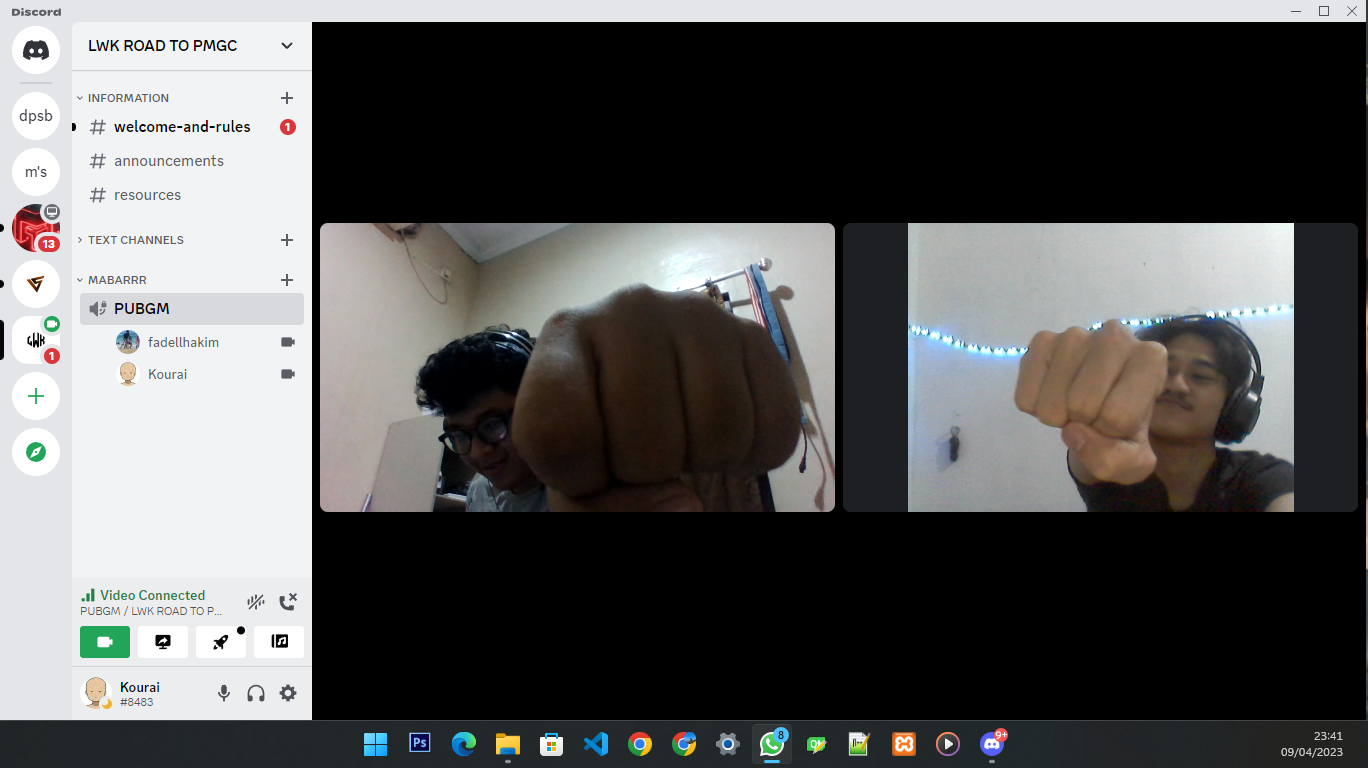 Discord
LWK ROAD TO PMGC
dpsb
m's
13
1
INFORMATION
welcome-and-rules
1
announcements
resources
TEXT CHANNELS
MABARRR
PUBGM
fadellhakim
Kourai
Video Connected
PUBGM / LWK ROAD TO P...
Kourai
#8483
Ps
8
9+
23:41
09/04/2023